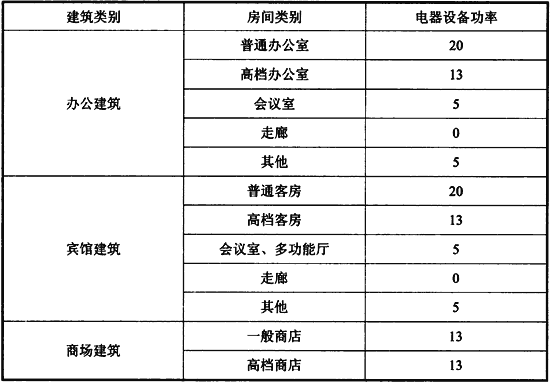 建筑类别 房间类别 电器设备功率
办公建筑 普通办公室 20
高档办公室 13
会议室 5
走廊 0
其他 5
宾馆建筑 普通客房 20
高档客房 13
会议室、多功能厅 5
走廊 0
其他 5
商场建筑 一般商店 13
高档商店 13